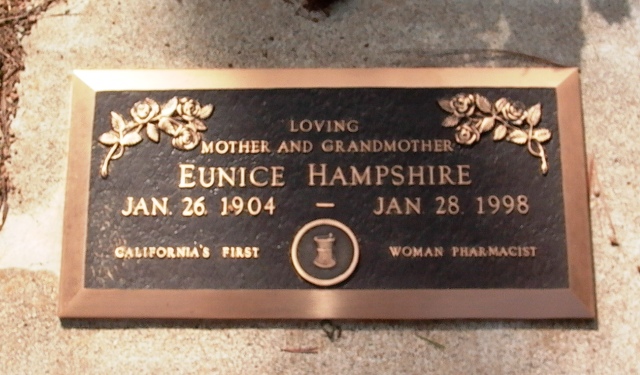 LOVING
MOTHER AND GRANDMOTHER
EUNICE HAMPSHIRE
JAN. 26 1904 — JAN 28. 1998
CALIFORNIA'S FIRST WOMAN PHARMACIST